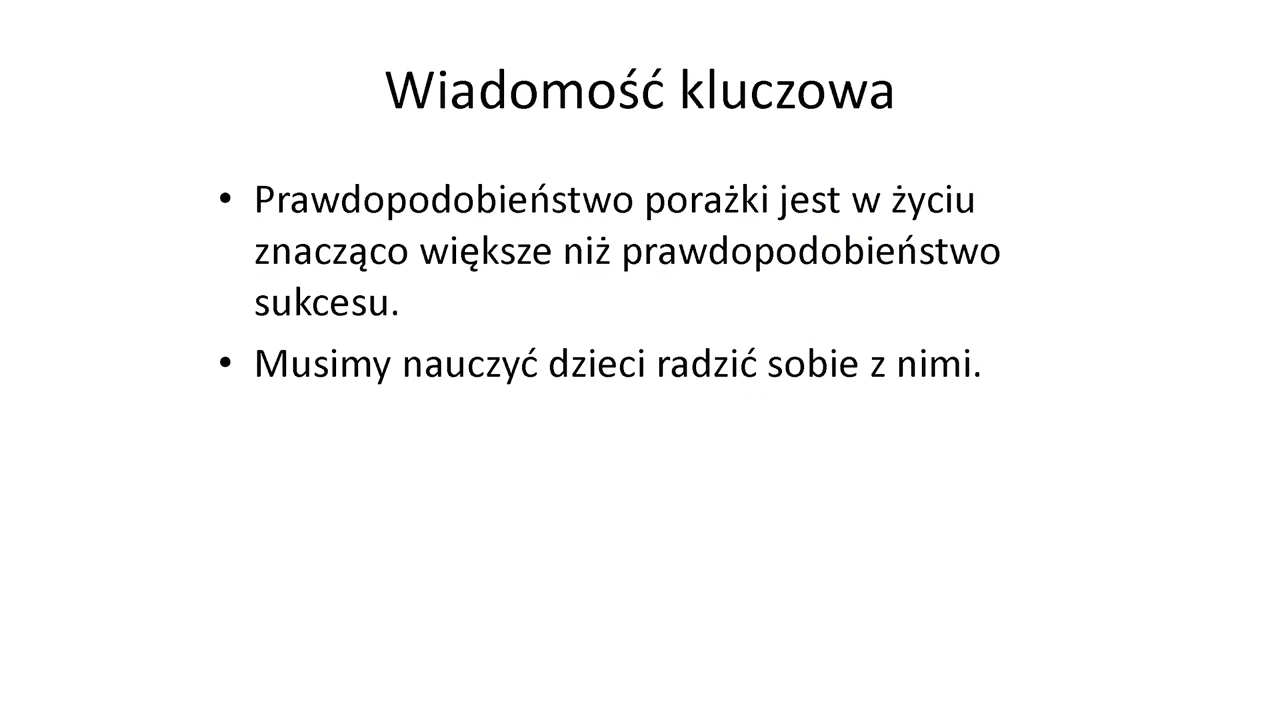 Wiadomość kluczowa
• Prawdopodobieństwo porażki jest w życiu
znacząco większe niż prawdopodobieństwo
sukcesu.
• Musimy nauczyć dzieci radzić sobie z nimi.